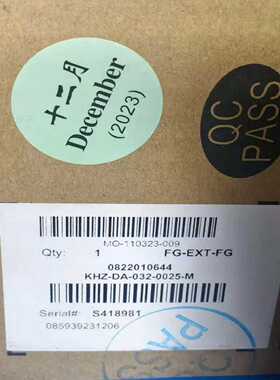 十二月
December
(2023)
QC
PASS
MO-110323-009
Qty: 1 FG-EXT-FG
0822010644
KHZ-DA-032-0025-M
Serial#: S418981
085939231206
PAS